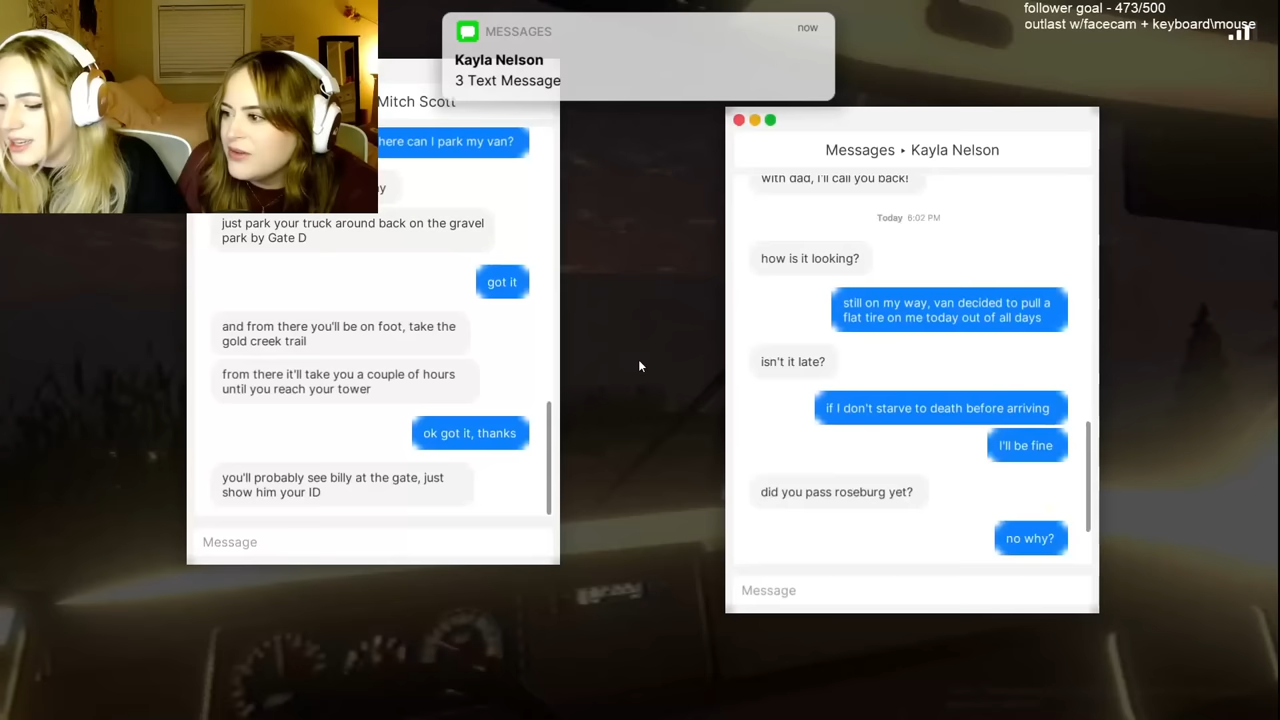 follower goal - 473/500
outlast w/facecam + keyboard\mouse
MESSAGES
now
Kayla Nelson
3 Text Message
Mitch Scott
here can I park my van?
just park your truck around back on the gravel
park by Gate D
got it
and from there you'll be on foot, take the
gold creek trail
from there it'll take you a couple of hours
until you reach your tower
ok got it, thanks
you'll probably see billy at the gate, just
show him your ID
Message
Messages ▸ Kayla Nelson
with dad, I'll call you back!
Today 6:02 PM
how is it looking?
still on my way, van decided to pull a
flat tire on me today out of all days
isn't it late?
if I don't starve to death before arriving
I'll be fine
did you pass roseburg yet?
no why?
Message